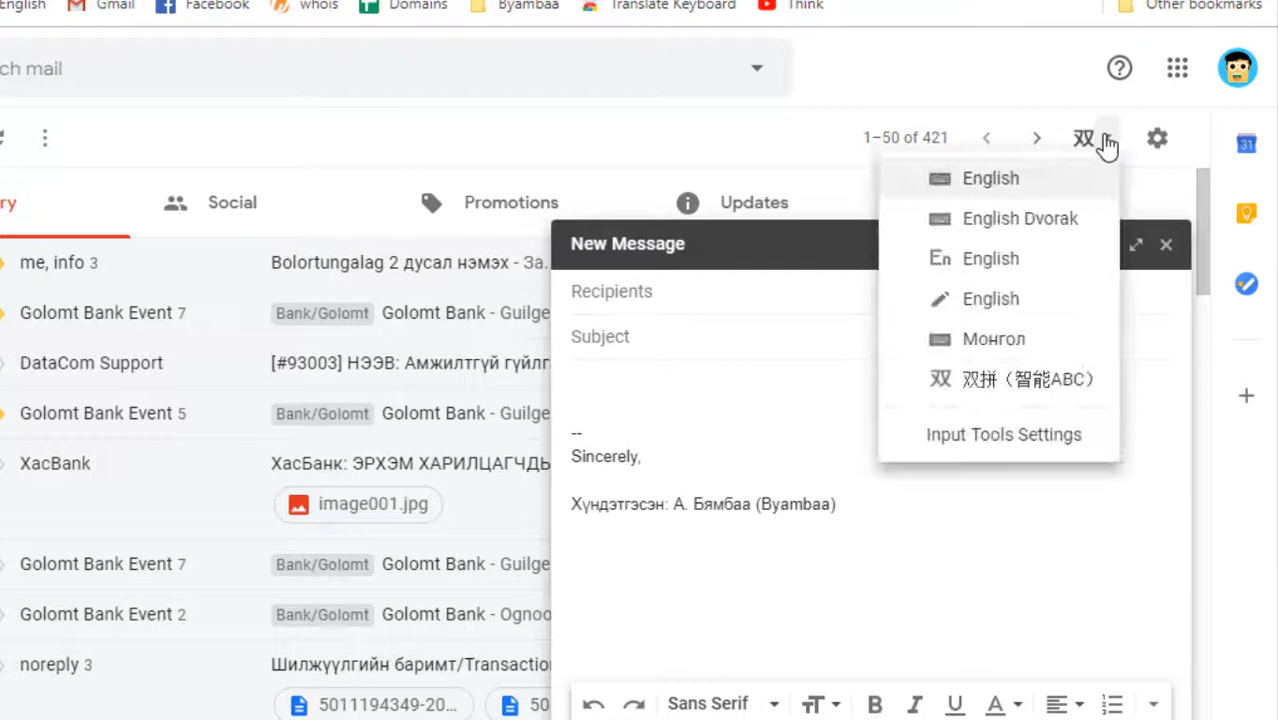 English Gmail Facebook whois Domains Byambaa Translate Keyboard Think Other bookmarks
ch mail
1–50 of 421 双
ry Social Promotions Updates
English
English Dvorak
En English
English
Монгол
双 双拼（智能ABC）
Input Tools Settings
New Message
Recipients
Subject
--
Sincerely,
Хүндэтгэсэн: А. Бямбаа (Byambaa)
Sans Serif
me, info 3 Bolortungalag 2 дусал нэмэх - За...
Golomt Bank Event 7 Bank/Golomt Golomt Bank - Guilge
DataCom Support [#93003] НЭЭВ: Амжилтгүй гүйлг
Golomt Bank Event 5 Bank/Golomt Golomt Bank - Guilge
XacBank ХасБанк: ЭРХЭМ ХАРИЛЦАГЧДЫ
image001.jpg
Golomt Bank Event 7 Bank/Golomt Golomt Bank - Guilge
Golomt Bank Event 2 Bank/Golomt Golomt Bank - Ognoo
noreply 3 Шилжүүлгийн баримт/Transactio
5011194349-20... 50